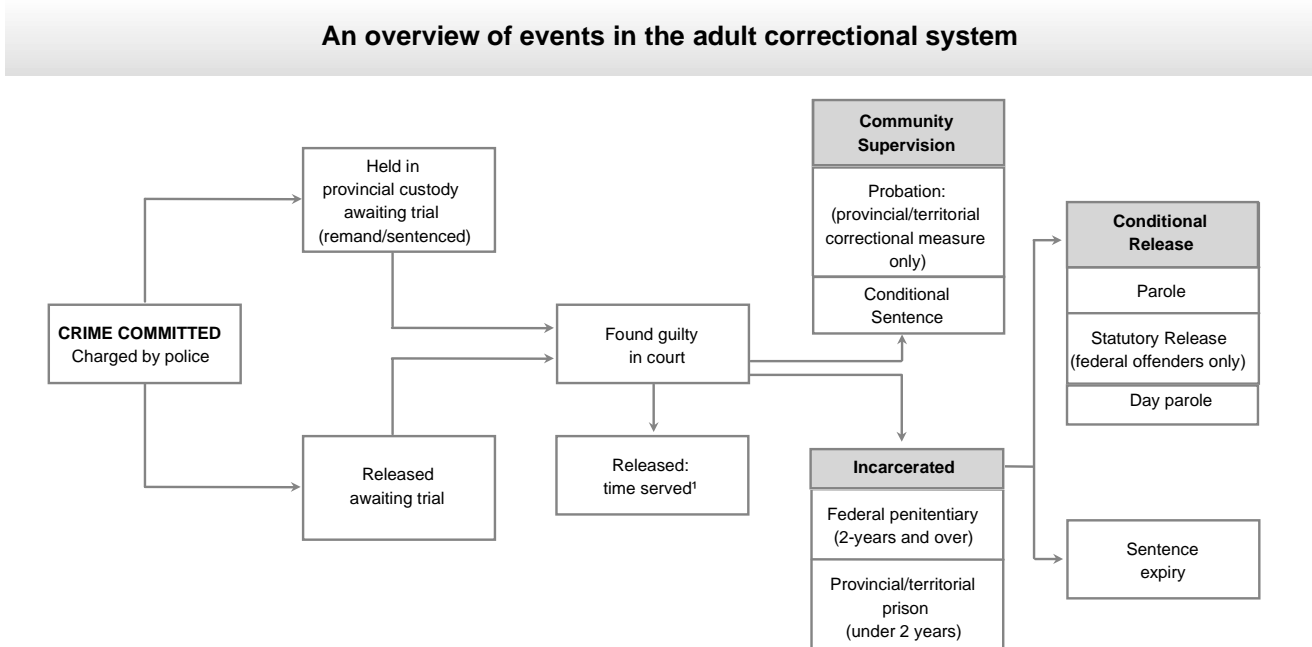 An overview of events in the adult correctional system
CRIME COMMITTED
Charged by police
Held in
provincial custody
awaiting trial
(remand/sentenced)
Released
awaiting trial
Found guilty
in court
Released:
time served¹
Community
Supervision
Probation:
(provincial/territorial
correctional measure
only)
Conditional
Sentence
Incarcerated
Federal penitentiary
(2-years and over)
Provincial/territorial
prison
(under 2 years)
Conditional
Release
Parole
Statutory Release
(federal offenders only)
Day parole
Sentence
expiry